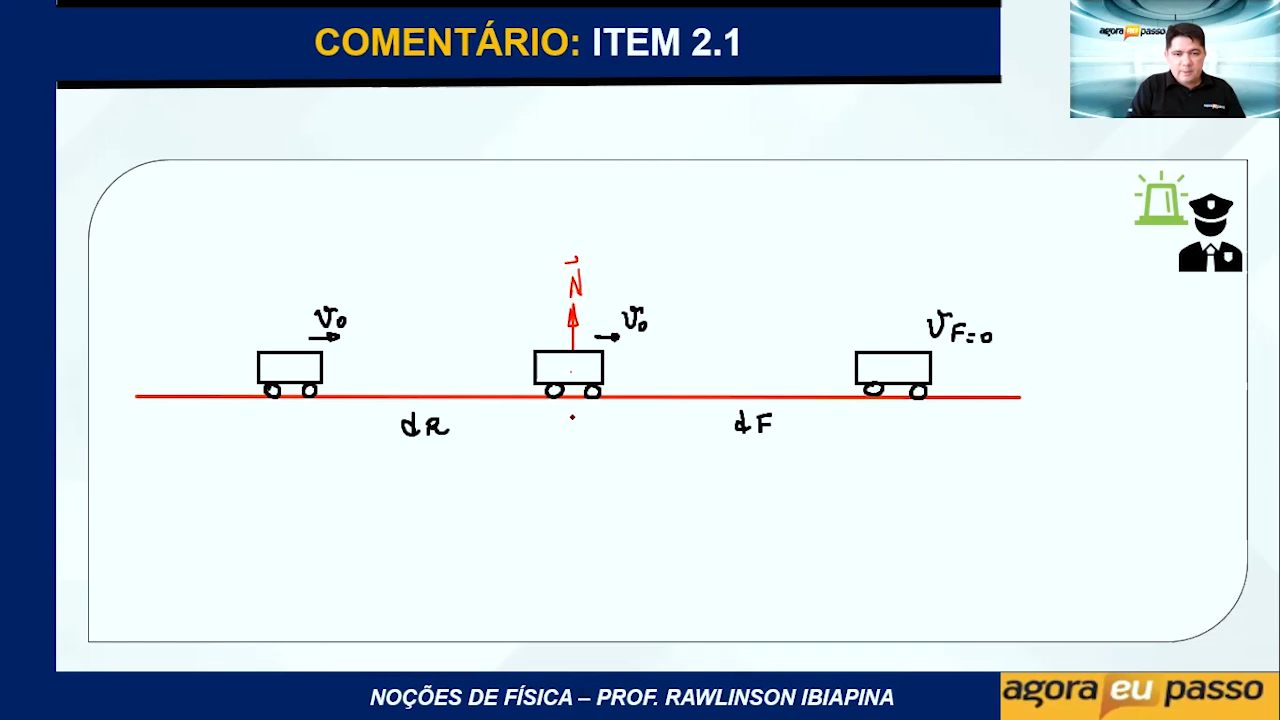 COMENTÁRIO: ITEM 2.1
agora eu passo
N
V0
V0
VF=0
dR
dF
NOÇÕES DE FÍSICA – PROF. RAWLINSON IBIAPINA
agora eu passo